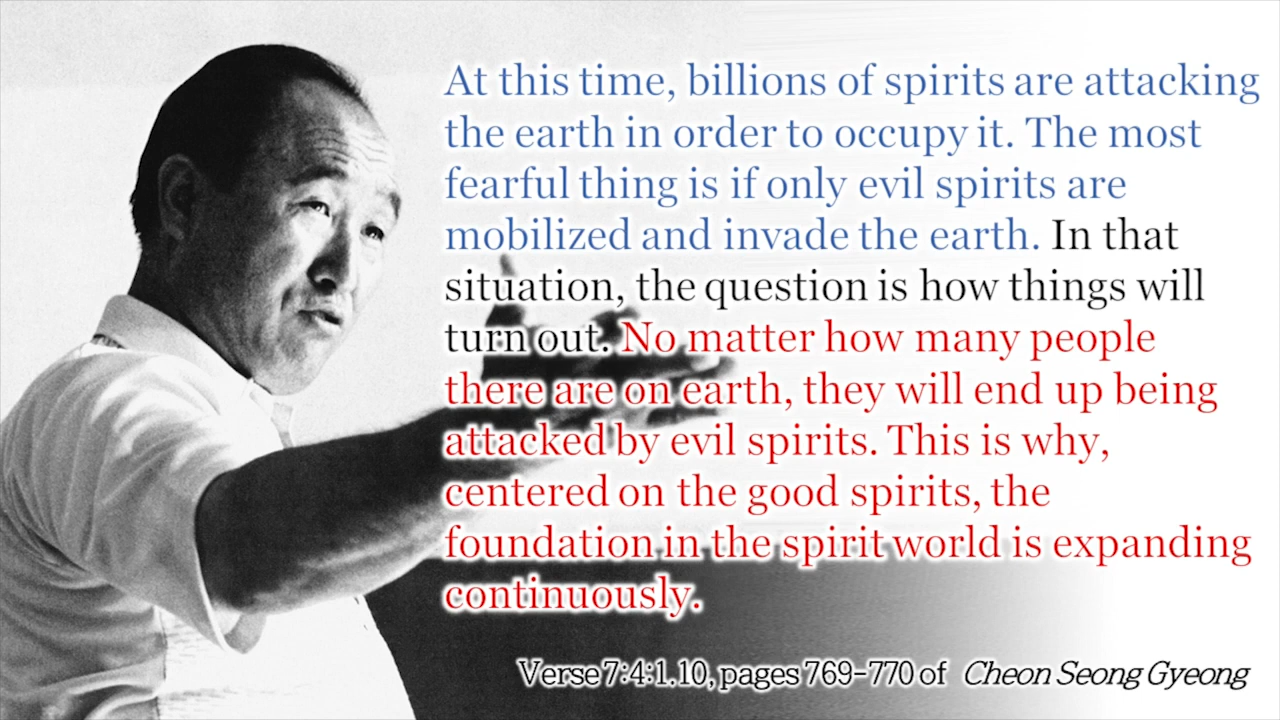 At this time, billions of spirits are attacking
the earth in order to occupy it. The most
fearful thing is if only evil spirits are
mobilized and invade the earth. In that
situation, the question is how things will
turn out. No matter how many people
there are on earth, they will end up being
attacked by evil spirits. This is why,
centered on the good spirits, the
foundation in the spirit world is expanding
continuously.
Verse 7:4:1.10, pages 769-770 of Cheon Seong Gyeong